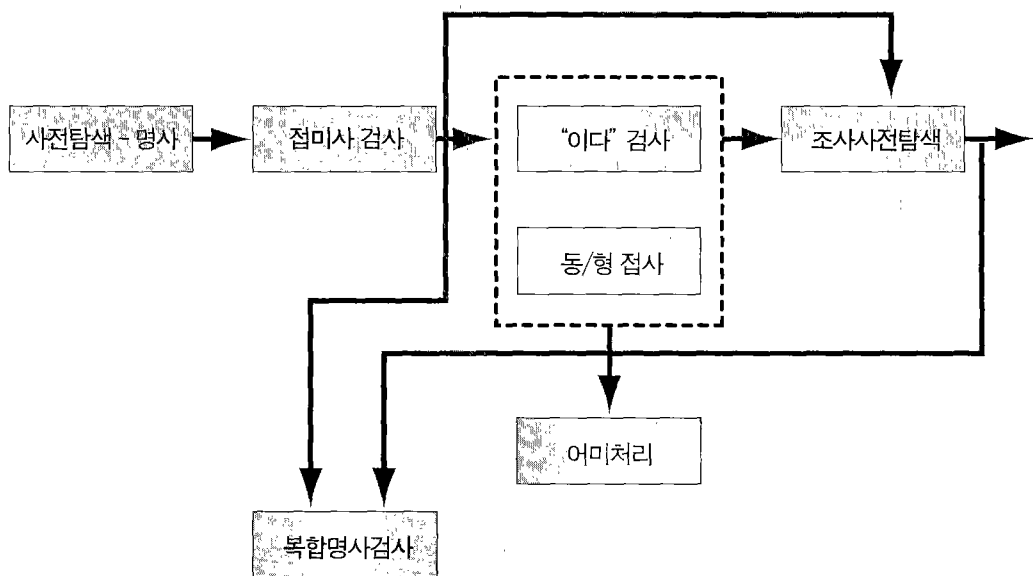 사전탐색 - 명사
접미사 검사
“이다” 검사
조사사전탐색
동/형 접사
어미처리
복합명사검사